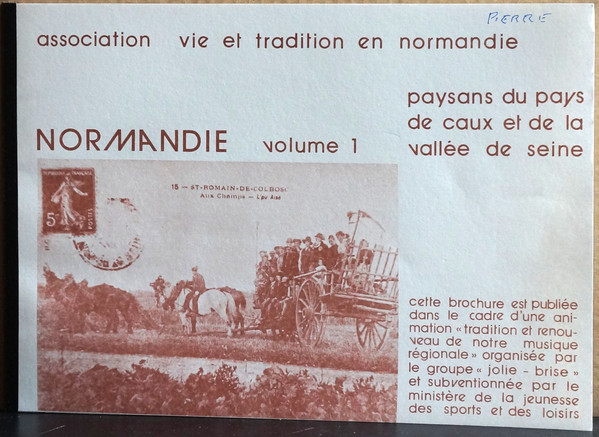 PIERRE
association vie et tradition en normandie
paysans du pays
de caux et de la
vallée de seine
NORMANDIE volume 1
15 — ST-ROMAIN-DE-COLBOSC
Aux Champs —
5c
POSTES
cette brochure est publiée
dans le cadre d'une ani-
mation « tradition et renou-
veau de notre musique
régionale » organisée par
le groupe « jolie - brise »
et subventionnée par le
ministère de la jeunesse
des sports et des loisirs